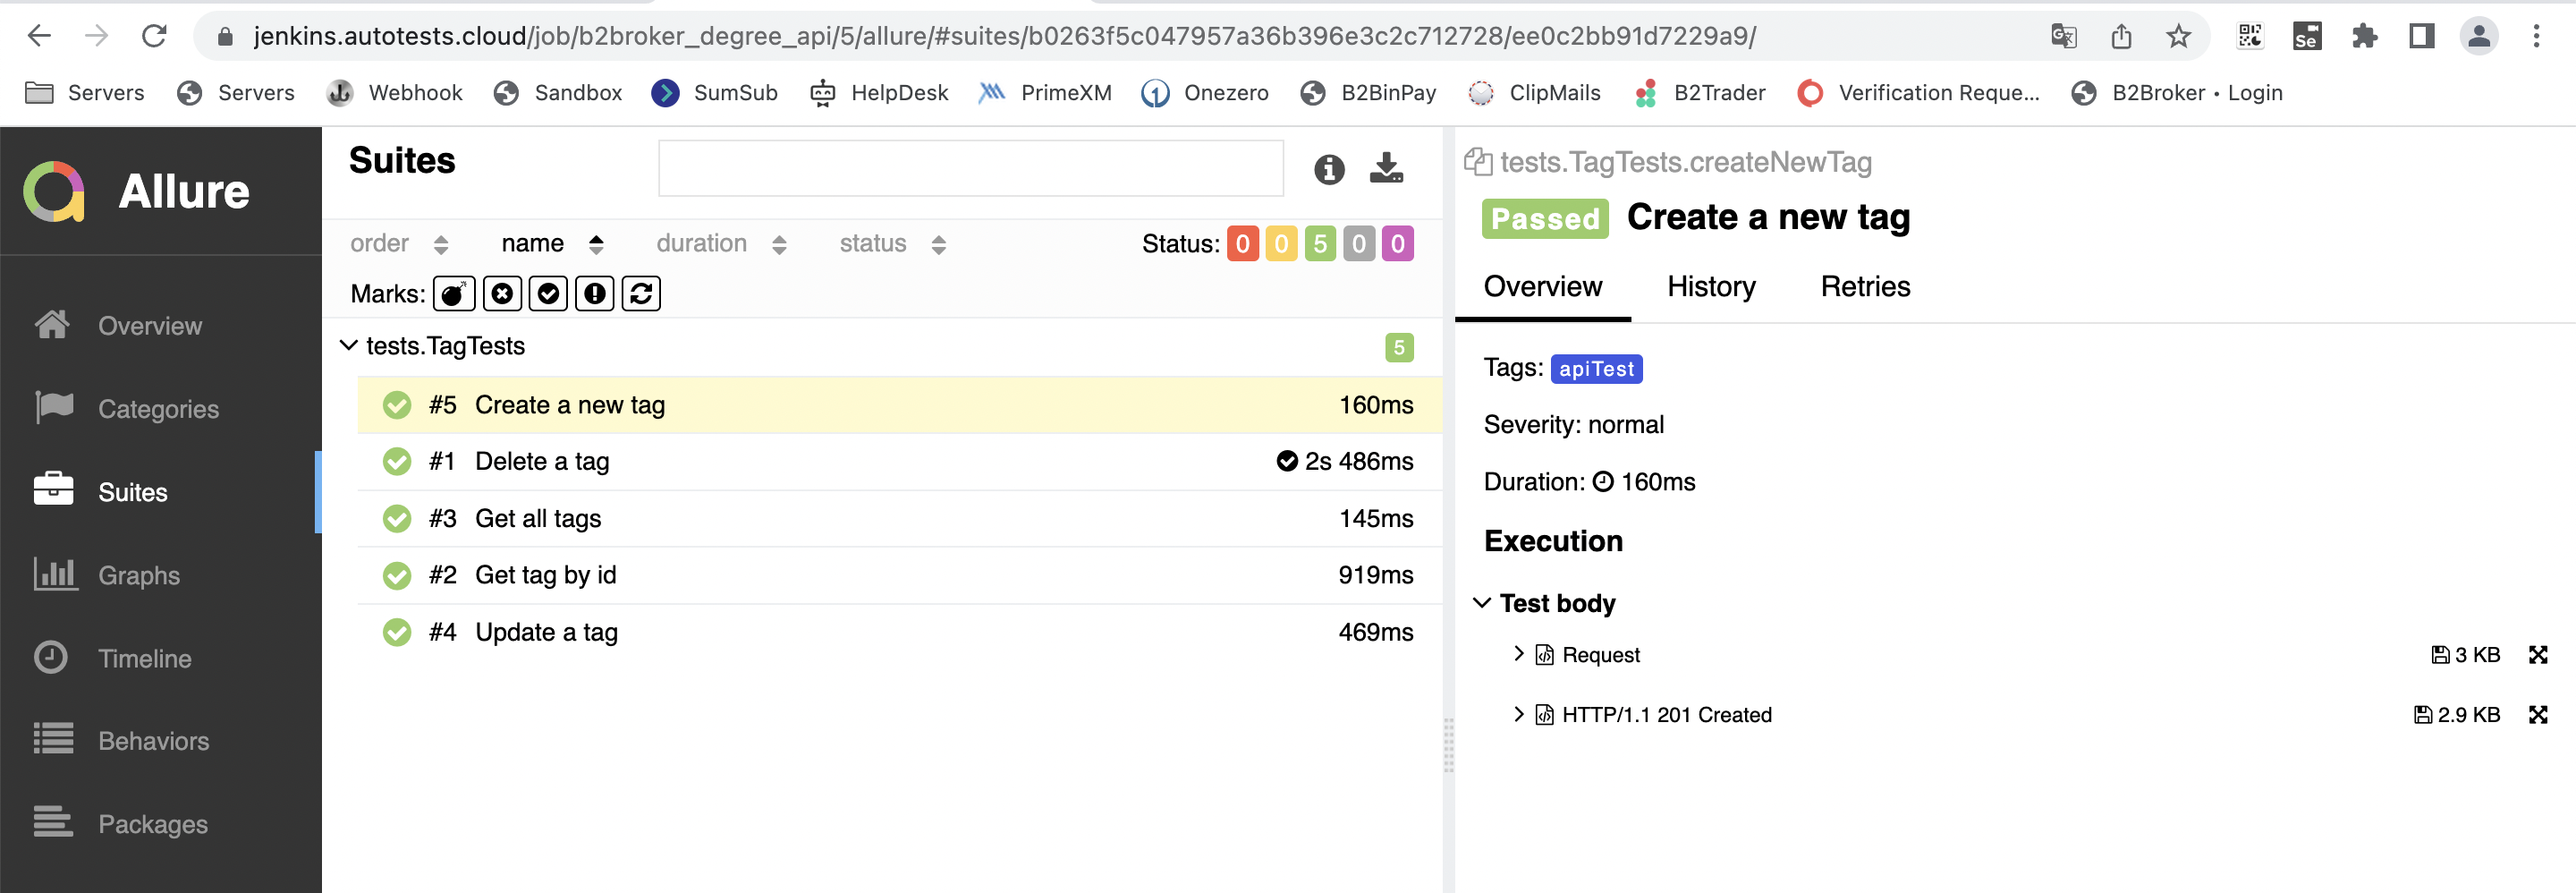 jenkins.autotests.cloud/job/b2broker_degree_api/5/allure/#suites/b0263f5c047957a36b396e3c2c712728/ee0c2bb91d7229a9/
Se
Servers Servers Webhook Sandbox SumSub HelpDesk PrimeXM Onezero B2BinPay ClipMails B2Trader Verification Reque... B2Broker • Login
Allure
Overview
Categories
Suites
Graphs
Timeline
Behaviors
Packages
Suites
order name duration status Status: 0 0 5 0 0
Marks:
tests.TagTests 5
#5 Create a new tag 160ms
#1 Delete a tag 2s 486ms
#3 Get all tags 145ms
#2 Get tag by id 919ms
#4 Update a tag 469ms
tests.TagTests.createNewTag
Passed Create a new tag
Overview History Retries
Tags: apiTest
Severity: normal
Duration: 160ms
Execution
Test body
Request 3 KB
HTTP/1.1 201 Created 2.9 KB